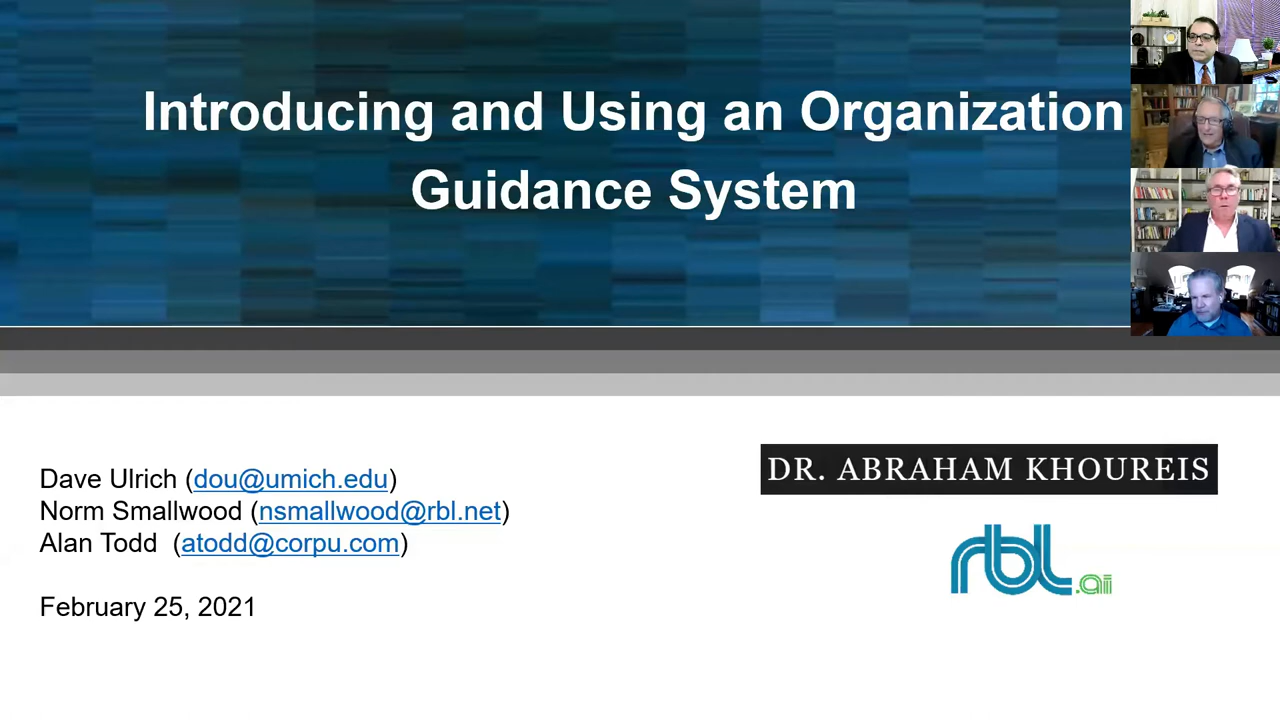 Introducing and Using an Organization
Guidance System
Dave Ulrich (dou@umich.edu)
Norm Smallwood (nsmallwood@rbl.net)
Alan Todd  (atodd@corpu.com)
February 25, 2021
DR. ABRAHAM KHOUREIS
rbl.ai